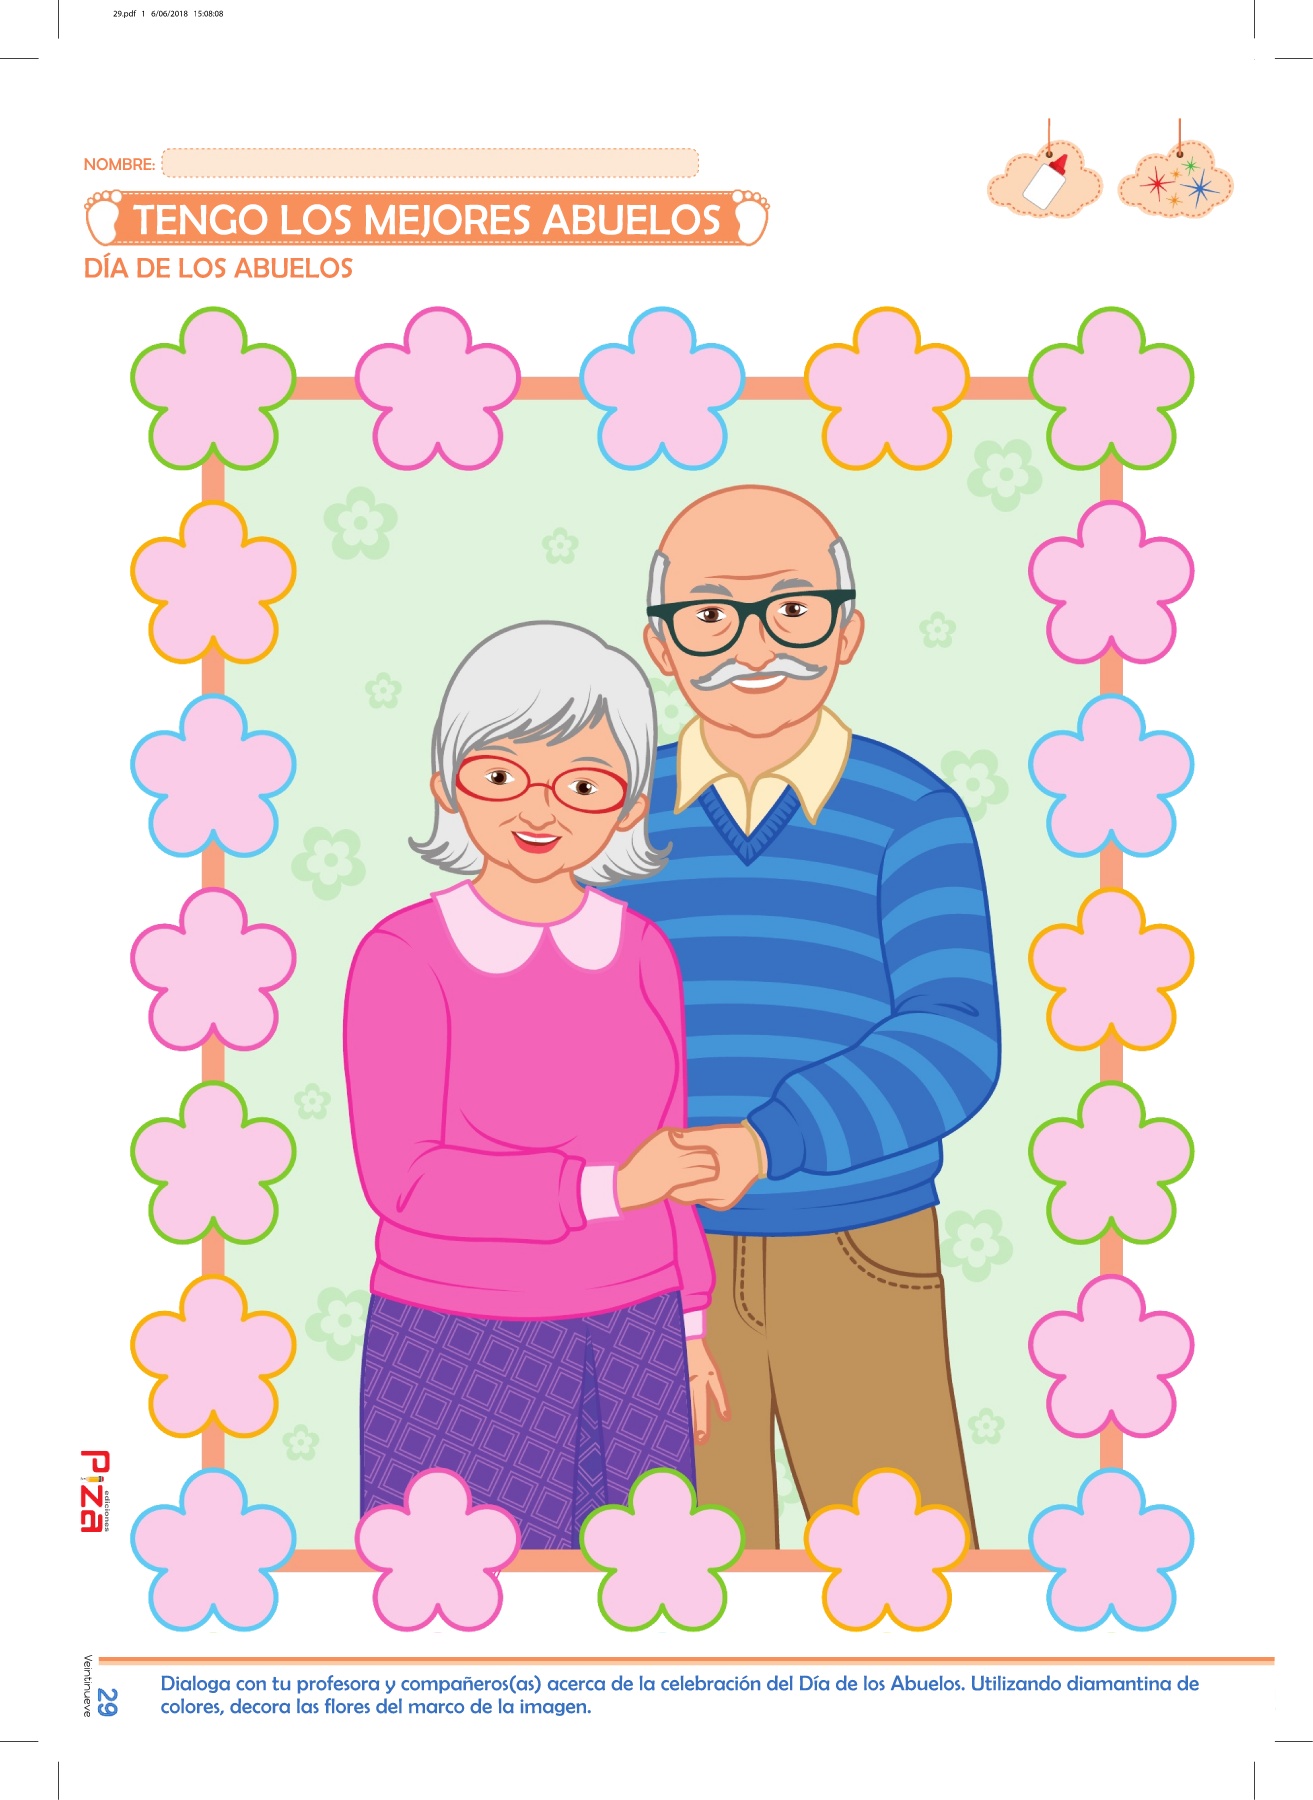 29.pdf 1 6/06/2018 15:08:08
NOMBRE:
TENGO LOS MEJORES ABUELOS
DÍA DE LOS ABUELOS
PIZA
ediciones
Veintinueve
29
Dialoga con tu profesora y compañeros(as) acerca de la celebración del Día de los Abuelos. Utilizando diamantina de
colores, decora las flores del marco de la imagen.